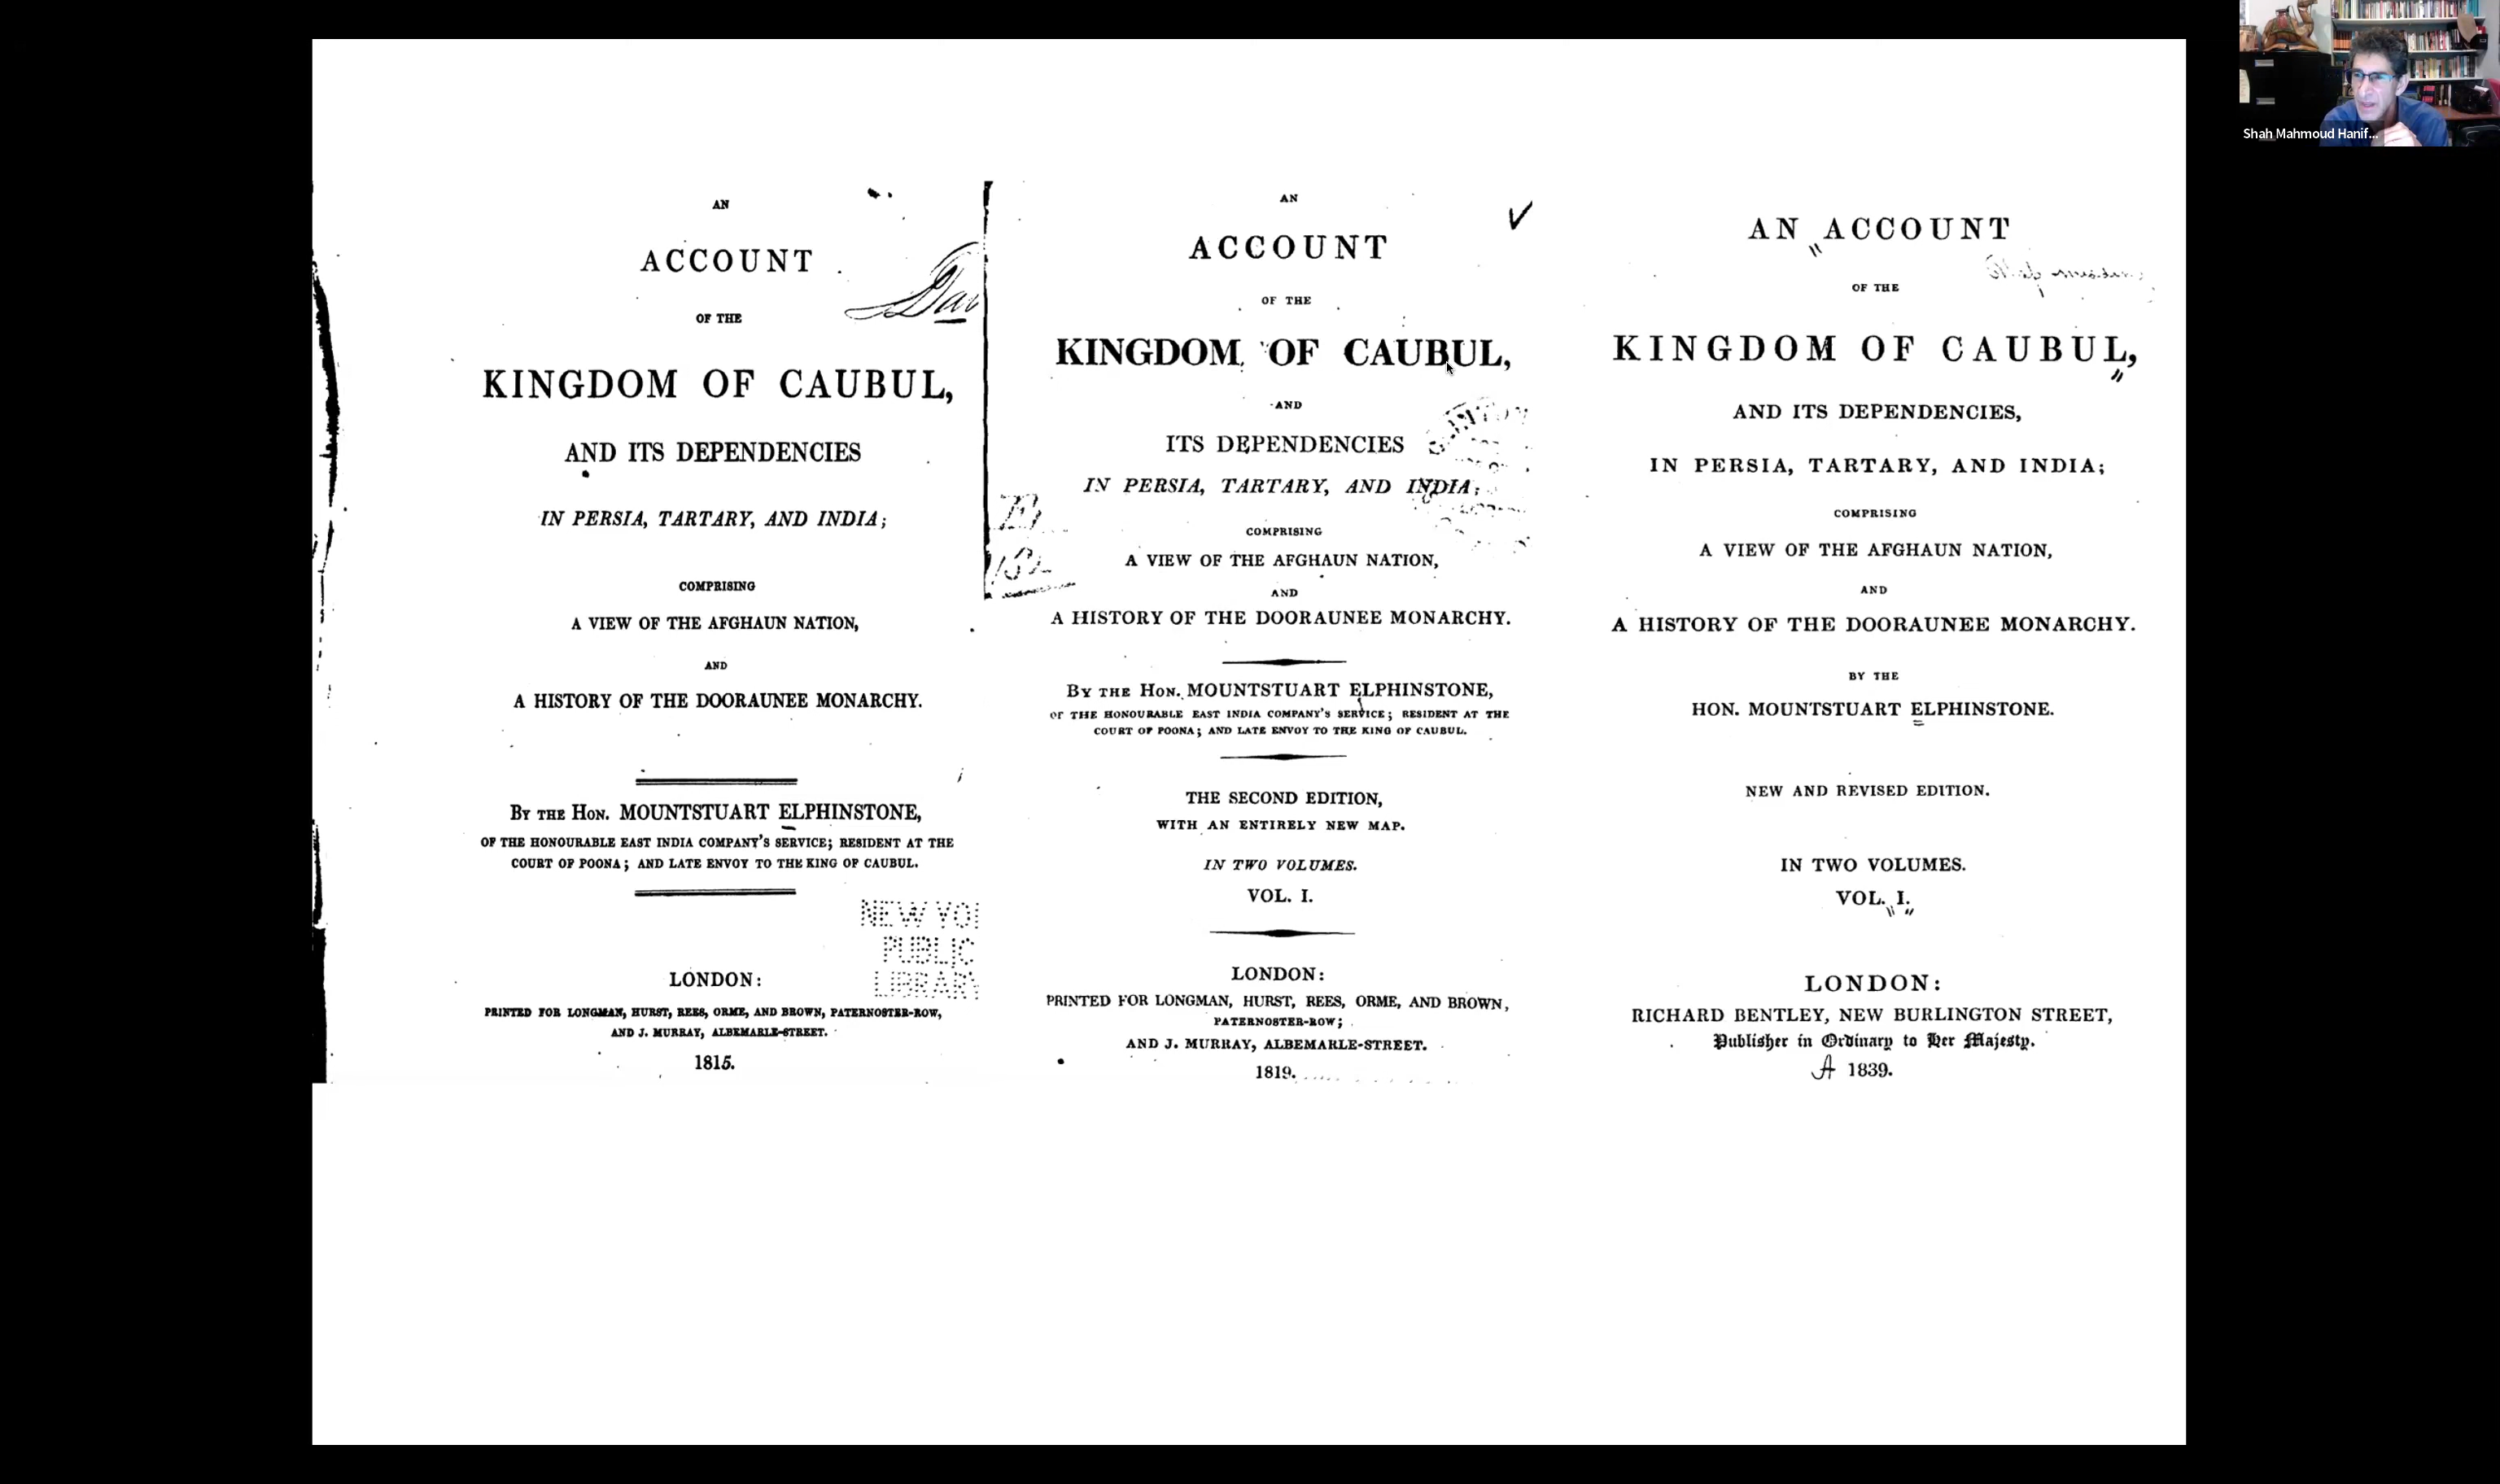 AN
ACCOUNT
OF THE
KINGDOM OF CAUBUL,
AND ITS DEPENDENCIES
IN PERSIA, TARTARY, AND INDIA;
COMPRISING
A VIEW OF THE AFGHAUN NATION,
AND
A HISTORY OF THE DOORAUNEE MONARCHY.
BY THE HON. MOUNTSTUART ELPHINSTONE,
OF THE HONOURABLE EAST INDIA COMPANY'S SERVICE; RESIDENT AT THE
COURT OF POONA; AND LATE ENVOY TO THE KING OF CAUBUL.
NEW YO
PUBLIC
LIBRARY
LONDON:
PRINTED FOR LONGMAN, HURST, REES, ORME, AND BROWN, PATERNOSTER-ROW,
AND J. MURRAY, ALBEMARLE-STREET.
1815.
AN
ACCOUNT
OF THE
KINGDOM OF CAUBUL,
AND
ITS DEPENDENCIES
IN PERSIA, TARTARY, AND INDIA;
COMPRISING
A VIEW OF THE AFGHAUN NATION,
AND
A HISTORY OF THE DOORAUNEE MONARCHY.
BY THE HON. MOUNTSTUART ELPHINSTONE,
OF THE HONOURABLE EAST INDIA COMPANY'S SERVICE; RESIDENT AT THE
COURT OF POONA; AND LATE ENVOY TO THE KING OF CAUBUL.
THE SECOND EDITION,
WITH AN ENTIRELY NEW MAP.
IN TWO VOLUMES.
VOL. I.
LONDON:
PRINTED FOR LONGMAN, HURST, REES, ORME, AND BROWN,
PATERNOSTER-ROW;
AND J. MURRAY, ALBEMARLE-STREET.
1819.
AN ACCOUNT
OF THE
KINGDOM OF CAUBUL,
AND ITS DEPENDENCIES,
IN PERSIA, TARTARY, AND INDIA;
COMPRISING
A VIEW OF THE AFGHAUN NATION,
AND
A HISTORY OF THE DOORAUNEE MONARCHY.
BY THE
HON. MOUNTSTUART ELPHINSTONE.
NEW AND REVISED EDITION.
IN TWO VOLUMES.
VOL. I.
LONDON:
RICHARD BENTLEY, NEW BURLINGTON STREET,
Publisher in Ordinary to Her Majesty.
A 1839.
Shah Mahmoud Hanif...